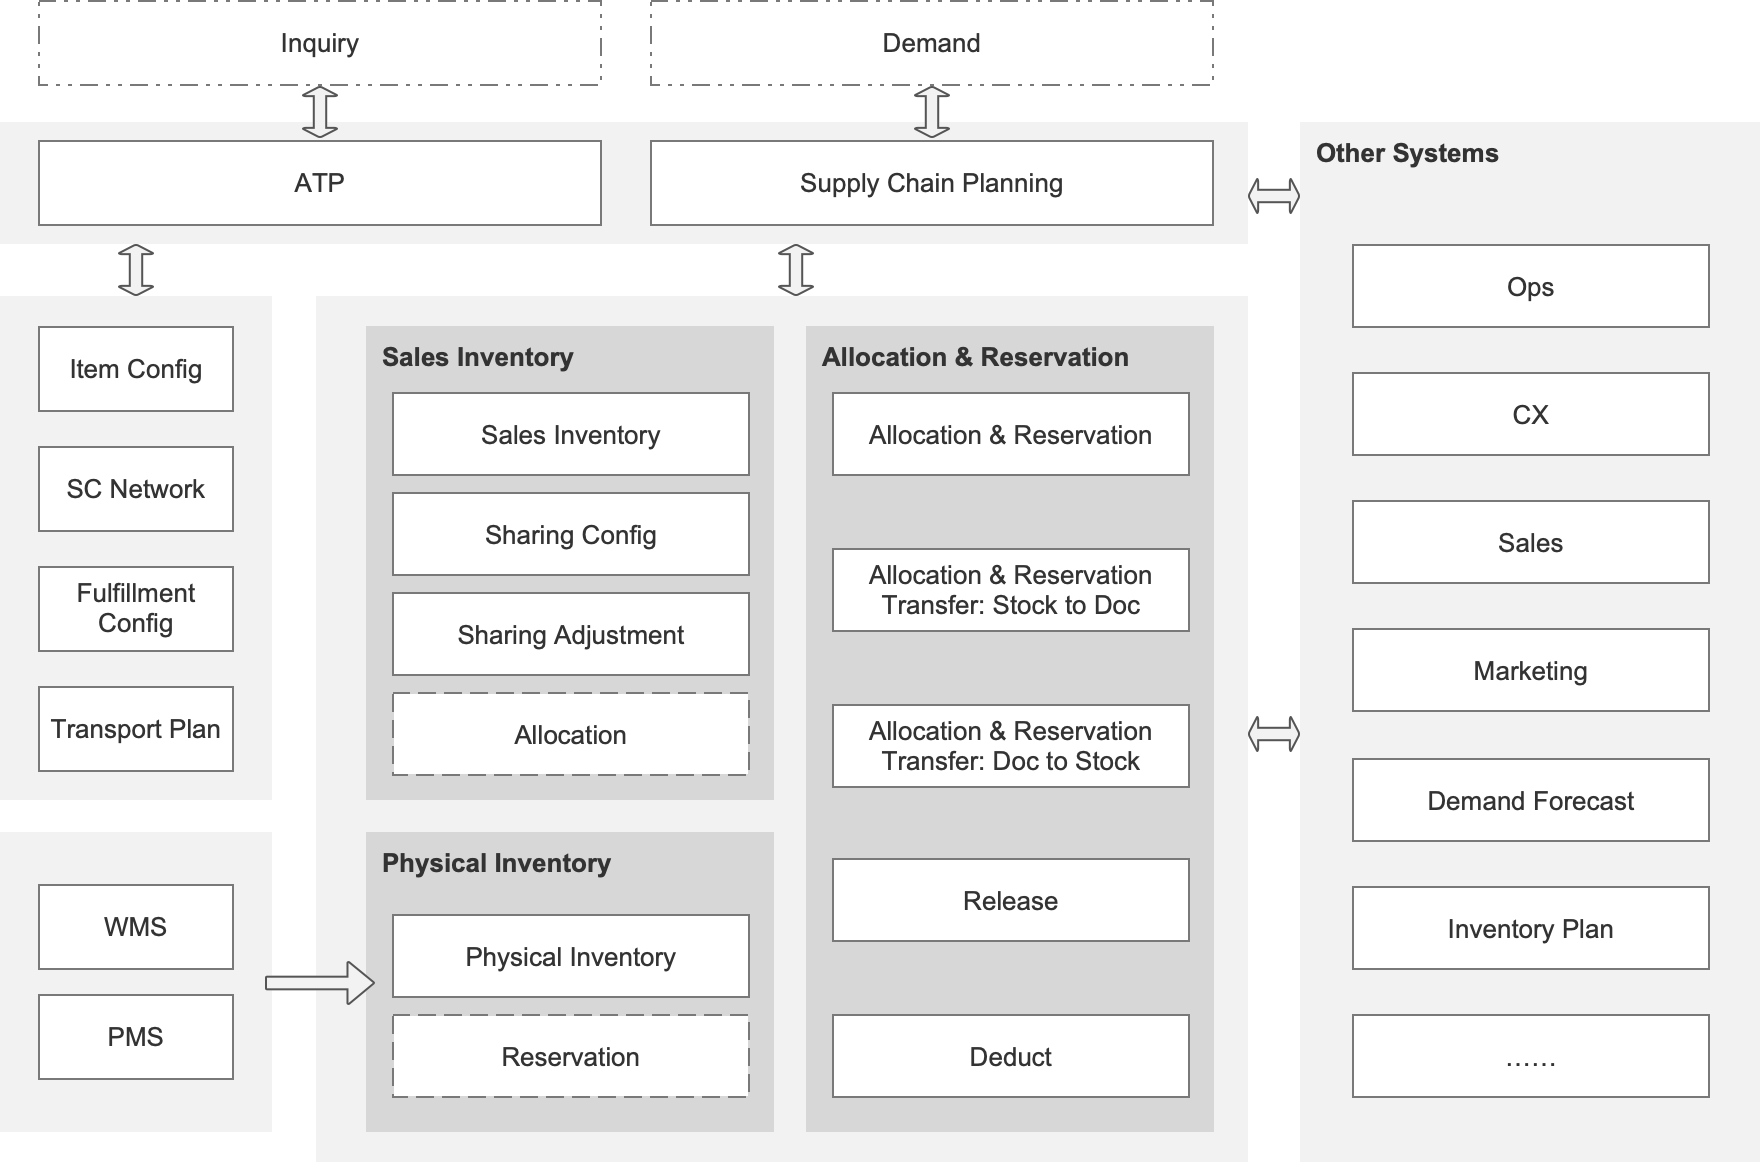 Inquiry
Demand
ATP
Supply Chain Planning
Item Config
SC Network
Fulfillment
Config
Transport Plan
WMS
PMS
Sales Inventory
Sales Inventory
Sharing Config
Sharing Adjustment
Allocation
Physical Inventory
Physical Inventory
Reservation
Allocation & Reservation
Allocation & Reservation
Allocation & Reservation
Transfer: Stock to Doc
Allocation & Reservation
Transfer: Doc to Stock
Release
Deduct
Other Systems
Ops
CX
Sales
Marketing
Demand Forecast
Inventory Plan
……